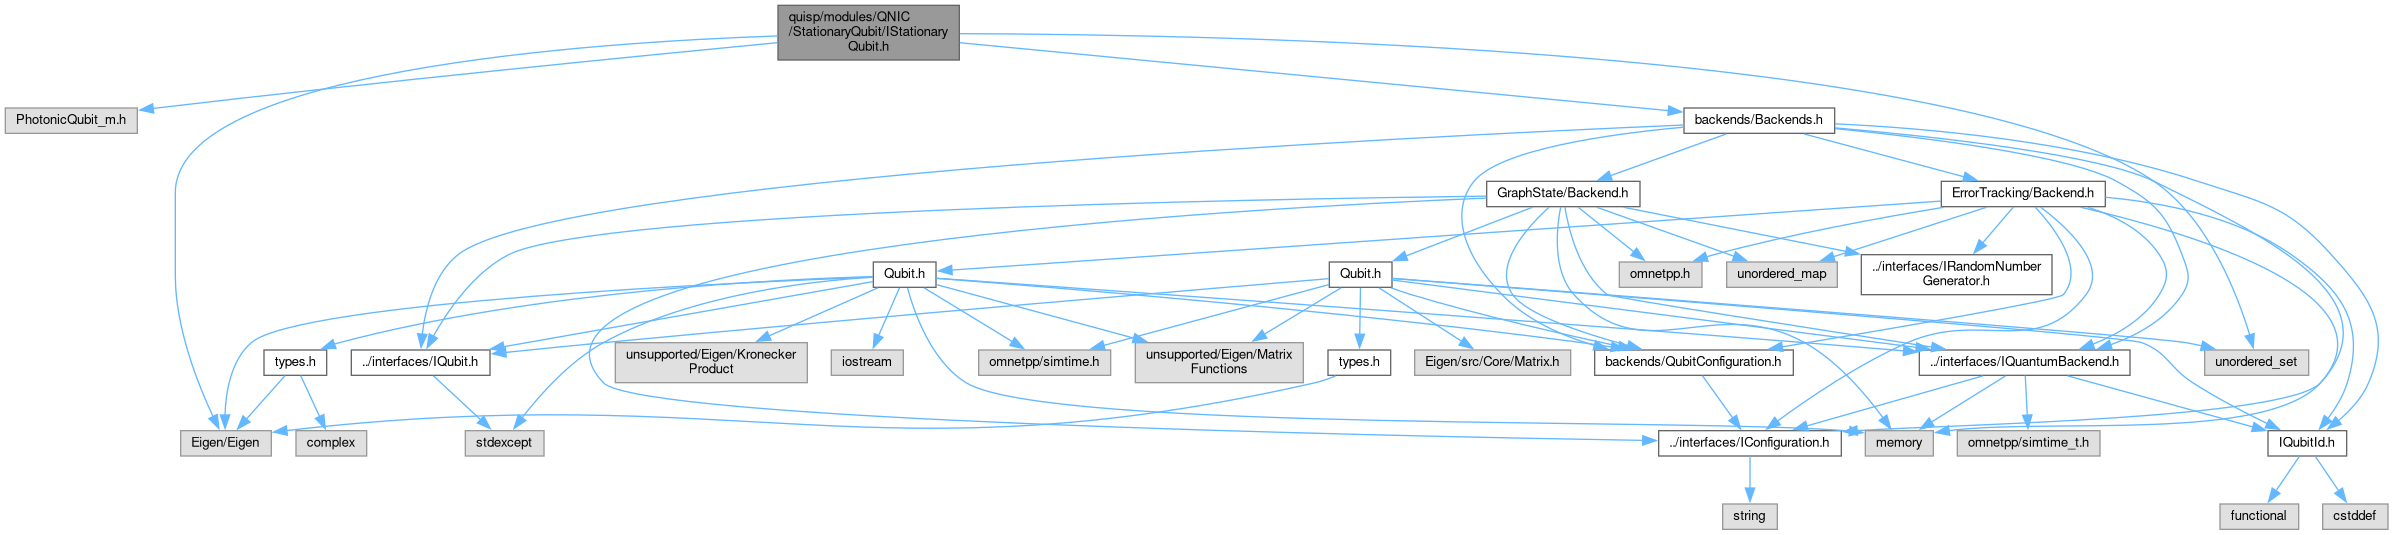 quisp/modules/QNIC
/StationaryQubit/IStationary
Qubit.h
PhotonicQubit_m.h
backends/Backends.h
GraphState/Backend.h
ErrorTracking/Backend.h
Qubit.h
Qubit.h
omnetpp.h
unordered_map
../interfaces/IRandomNumber
Generator.h
types.h
../interfaces/IQubit.h
unsupported/Eigen/Kronecker
Product
iostream
omnetpp/simtime.h
unsupported/Eigen/Matrix
Functions
types.h
Eigen/src/Core/Matrix.h
backends/QubitConfiguration.h
../interfaces/IQuantumBackend.h
unordered_set
Eigen/Eigen
complex
stdexcept
../interfaces/IConfiguration.h
memory
omnetpp/simtime_t.h
IQubitId.h
string
functional
cstddef